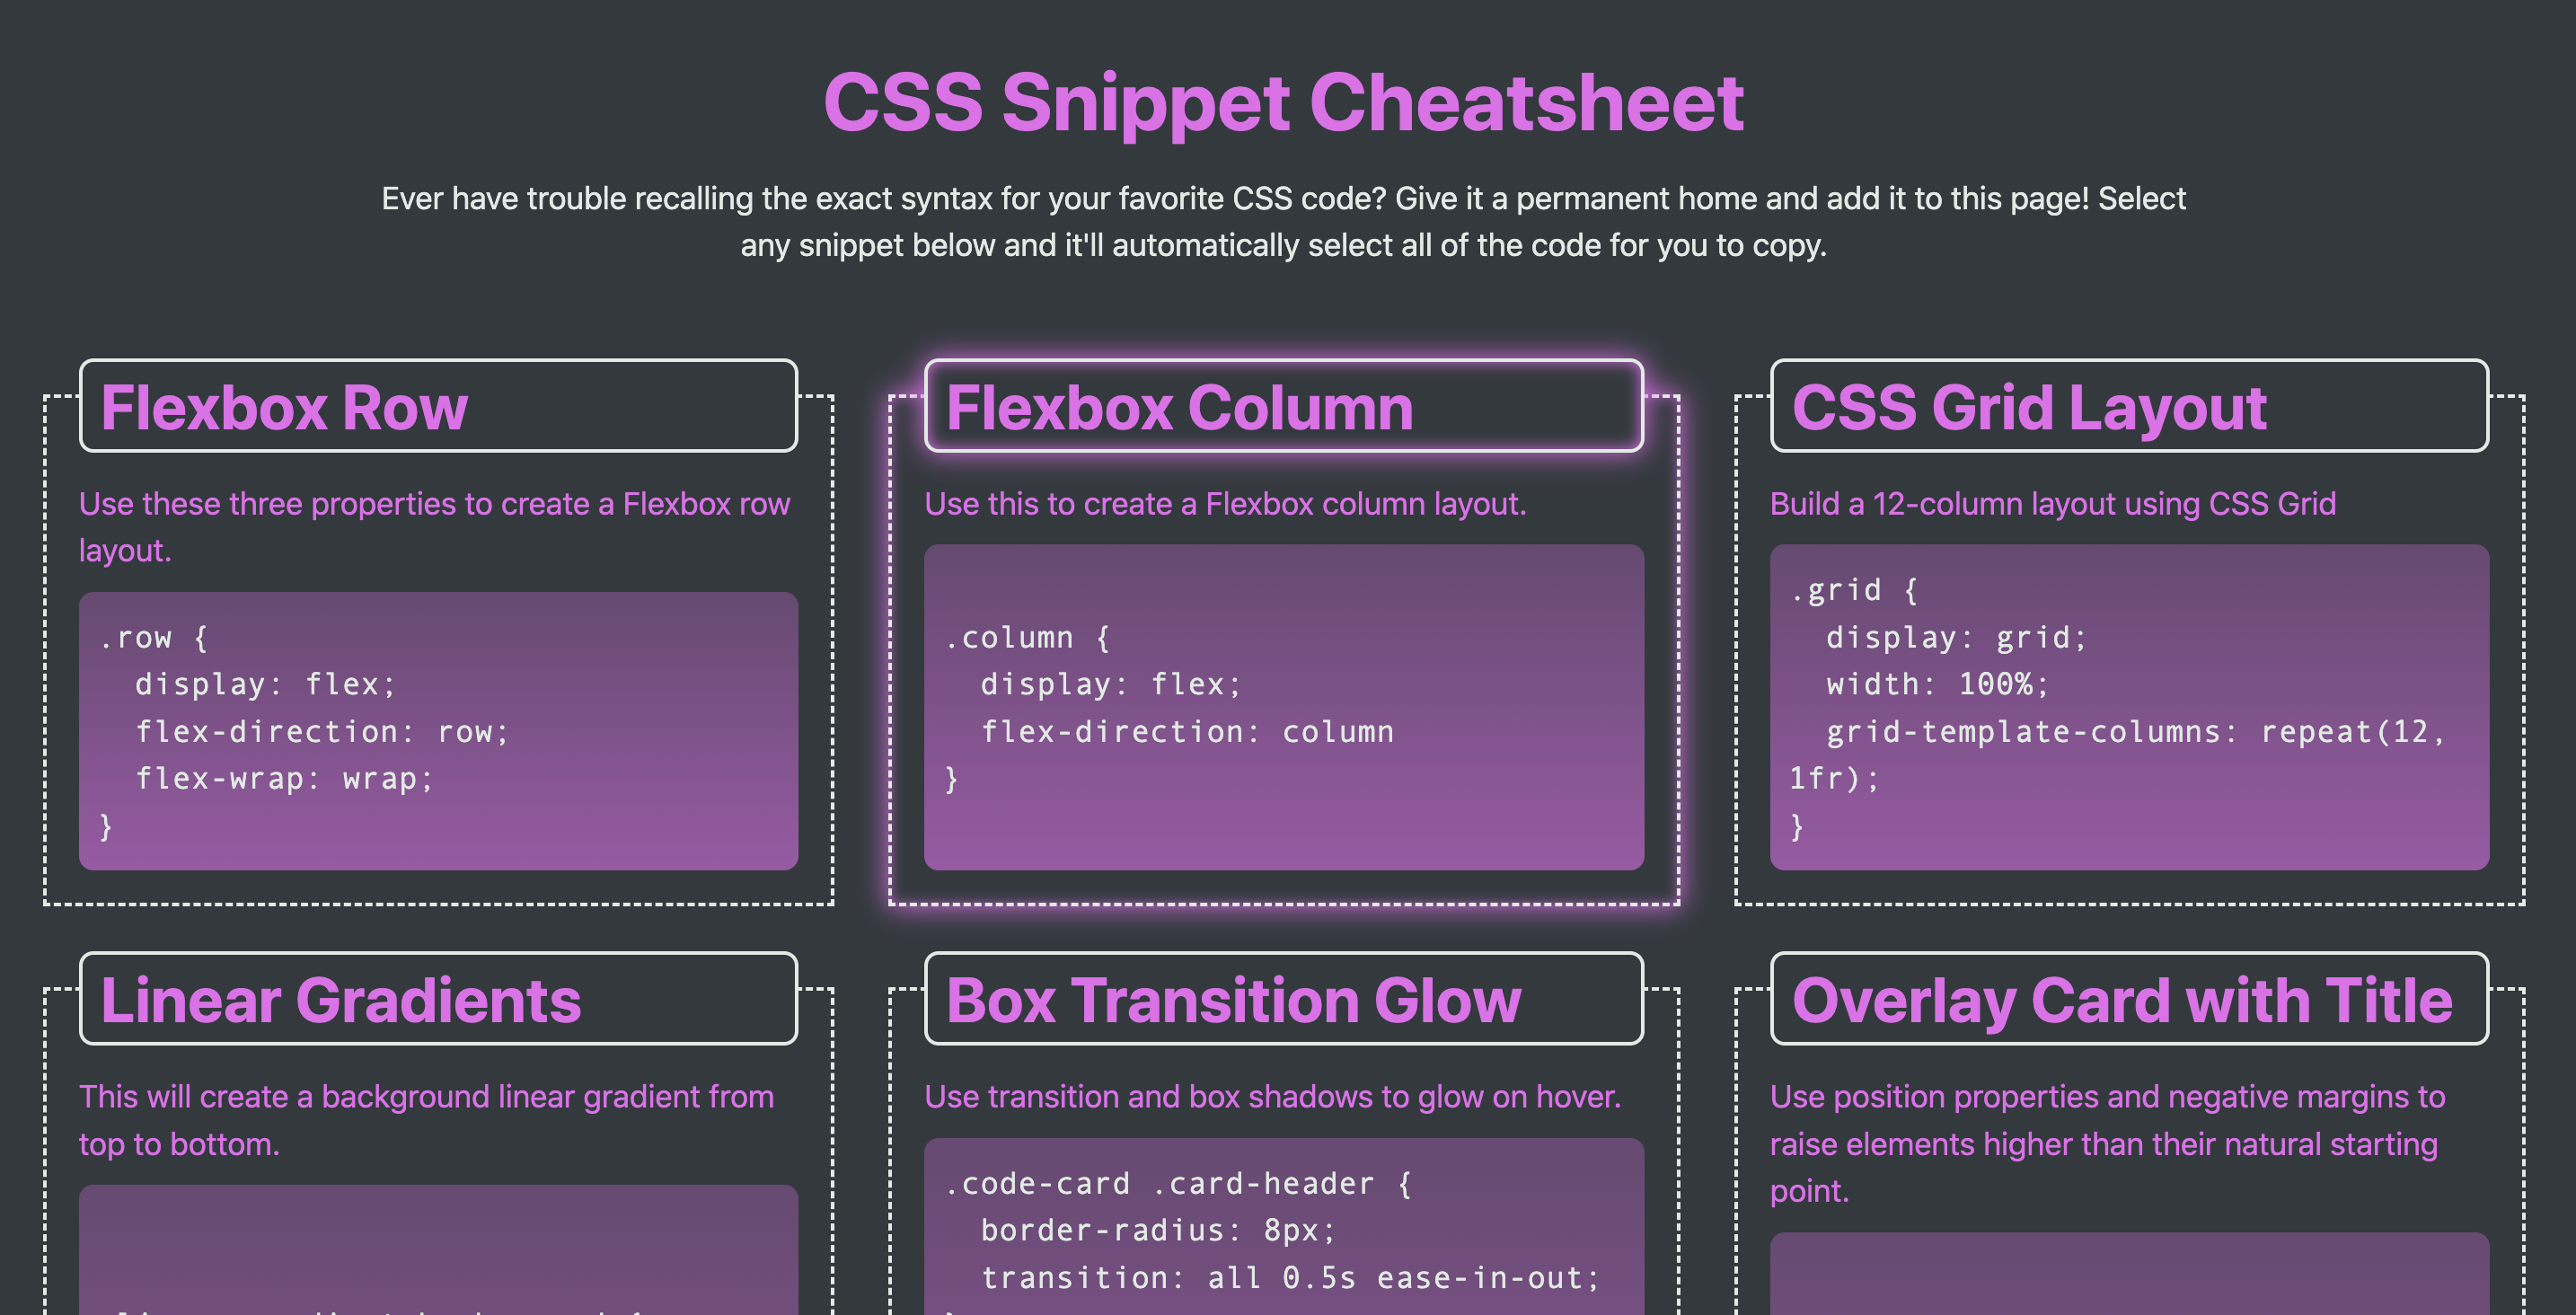 CSS Snippet Cheatsheet
Ever have trouble recalling the exact syntax for your favorite CSS code? Give it a permanent home and add it to this page! Select
any snippet below and it'll automatically select all of the code for you to copy.
Flexbox Row
Use these three properties to create a Flexbox row
layout.
.row {
  display: flex;
  flex-direction: row;
  flex-wrap: wrap;
}
Flexbox Column
Use this to create a Flexbox column layout.
.column {
  display: flex;
  flex-direction: column
}
CSS Grid Layout
Build a 12-column layout using CSS Grid
.grid {
  display: grid;
  width: 100%;
  grid-template-columns: repeat(12,
1fr);
}
Linear Gradients
This will create a background linear gradient from
top to bottom.
Box Transition Glow
Use transition and box shadows to glow on hover.
.code-card .card-header {
  border-radius: 8px;
  transition: all 0.5s ease-in-out;
Overlay Card with Title
Use position properties and negative margins to
raise elements higher than their natural starting
point.